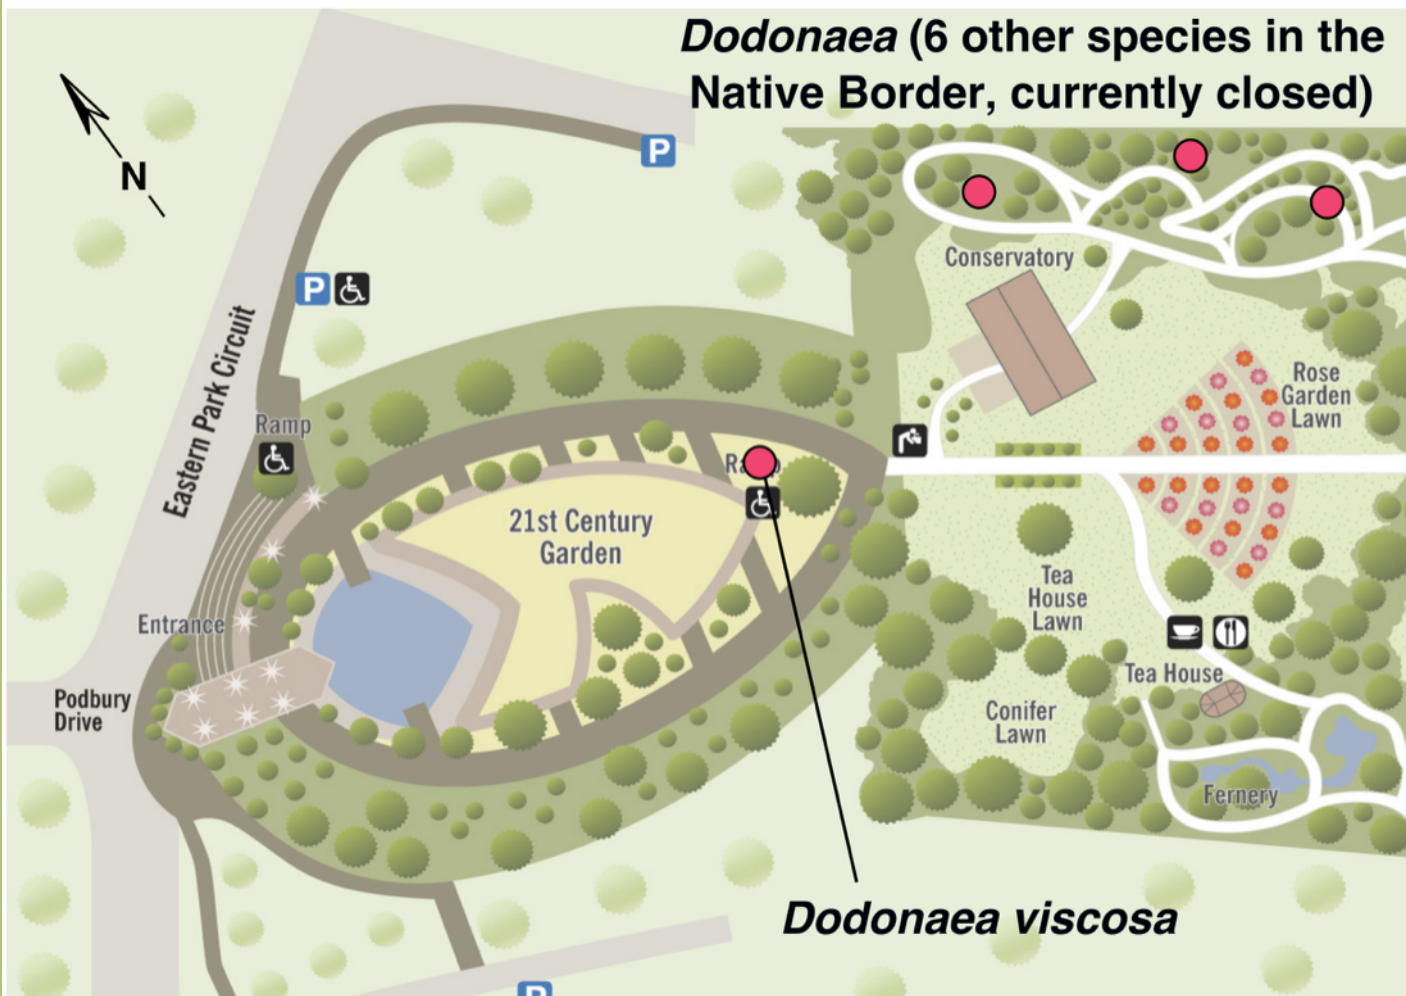 Dodonaea (6 other species in the
Native Border, currently closed)
N
P
P
Conservatory
Eastern Park Circuit
Rose
Garden
Lawn
Ramp
21st Century
Garden
Tea
House
Lawn
Entrance
Tea House
Podbury
Drive
Conifer
Lawn
Fernery
Dodonaea viscosa
P